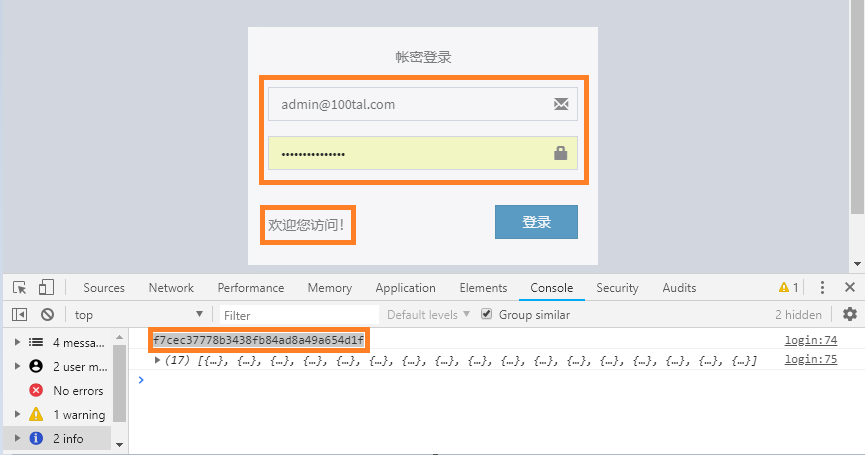 帐密登录
admin@100tal.com
•••••••••••••••
欢迎您访问!
登录
Sources Network Performance Memory Application Elements Console Security Audits 1
top Filter Default levels Group similar 2 hidden
4 messa...
2 user m...
No errors
1 warning
2 info
f7cec37778b3438fb84ad8a49a654d1f login:74
(17) [{…}, {…}, {…}, {…}, {…}, {…}, {…}, {…}, {…}, {…}, {…}, {…}, {…}, {…}, {…}, {…}, {…}] login:75